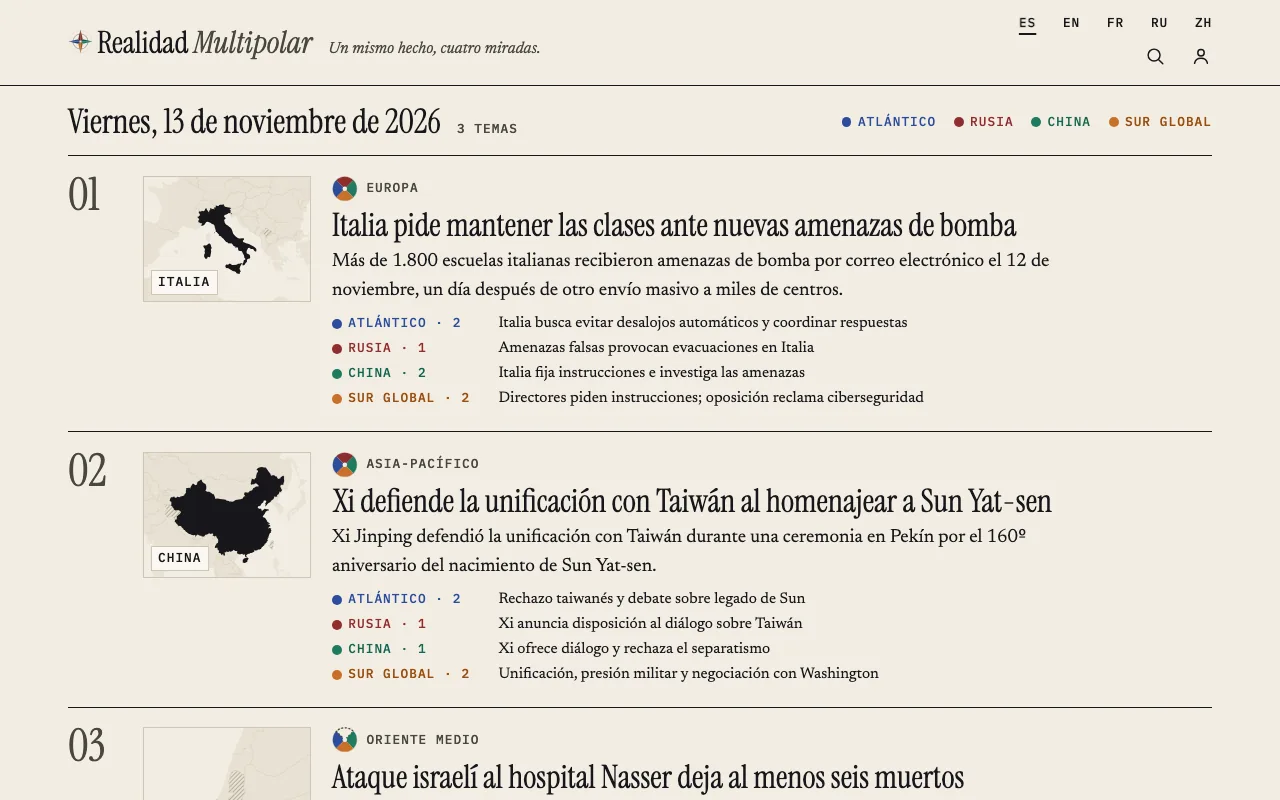 Realidad Multipolar Un mismo hecho, cuatro miradas.
ES EN FR RU ZH
Viernes, 13 de noviembre de 2026 3 TEMAS
ATLÁNTICO RUSIA CHINA SUR GLOBAL
01
ITALIA
EUROPA
Italia pide mantener las clases ante nuevas amenazas de bomba
Más de 1.800 escuelas italianas recibieron amenazas de bomba por correo electrónico el 12 de
noviembre, un día después de otro envío masivo a miles de centros.
ATLÁNTICO · 2 Italia busca evitar desalojos automáticos y coordinar respuestas
RUSIA · 1 Amenazas falsas provocan evacuaciones en Italia
CHINA · 2 Italia fija instrucciones e investiga las amenazas
SUR GLOBAL · 2 Directores piden instrucciones; oposición reclama ciberseguridad
02
CHINA
ASIA-PACÍFICO
Xi defiende la unificación con Taiwán al homenajear a Sun Yat-sen
Xi Jinping defendió la unificación con Taiwán durante una ceremonia en Pekín por el 160º
aniversario del nacimiento de Sun Yat-sen.
ATLÁNTICO · 2 Rechazo taiwanés y debate sobre legado de Sun
RUSIA · 1 Xi anuncia disposición al diálogo sobre Taiwán
CHINA · 1 Xi ofrece diálogo y rechaza el separatismo
SUR GLOBAL · 2 Unificación, presión militar y negociación con Washington
03
ORIENTE MEDIO
Ataque israelí al hospital Nasser deja al menos seis muertos